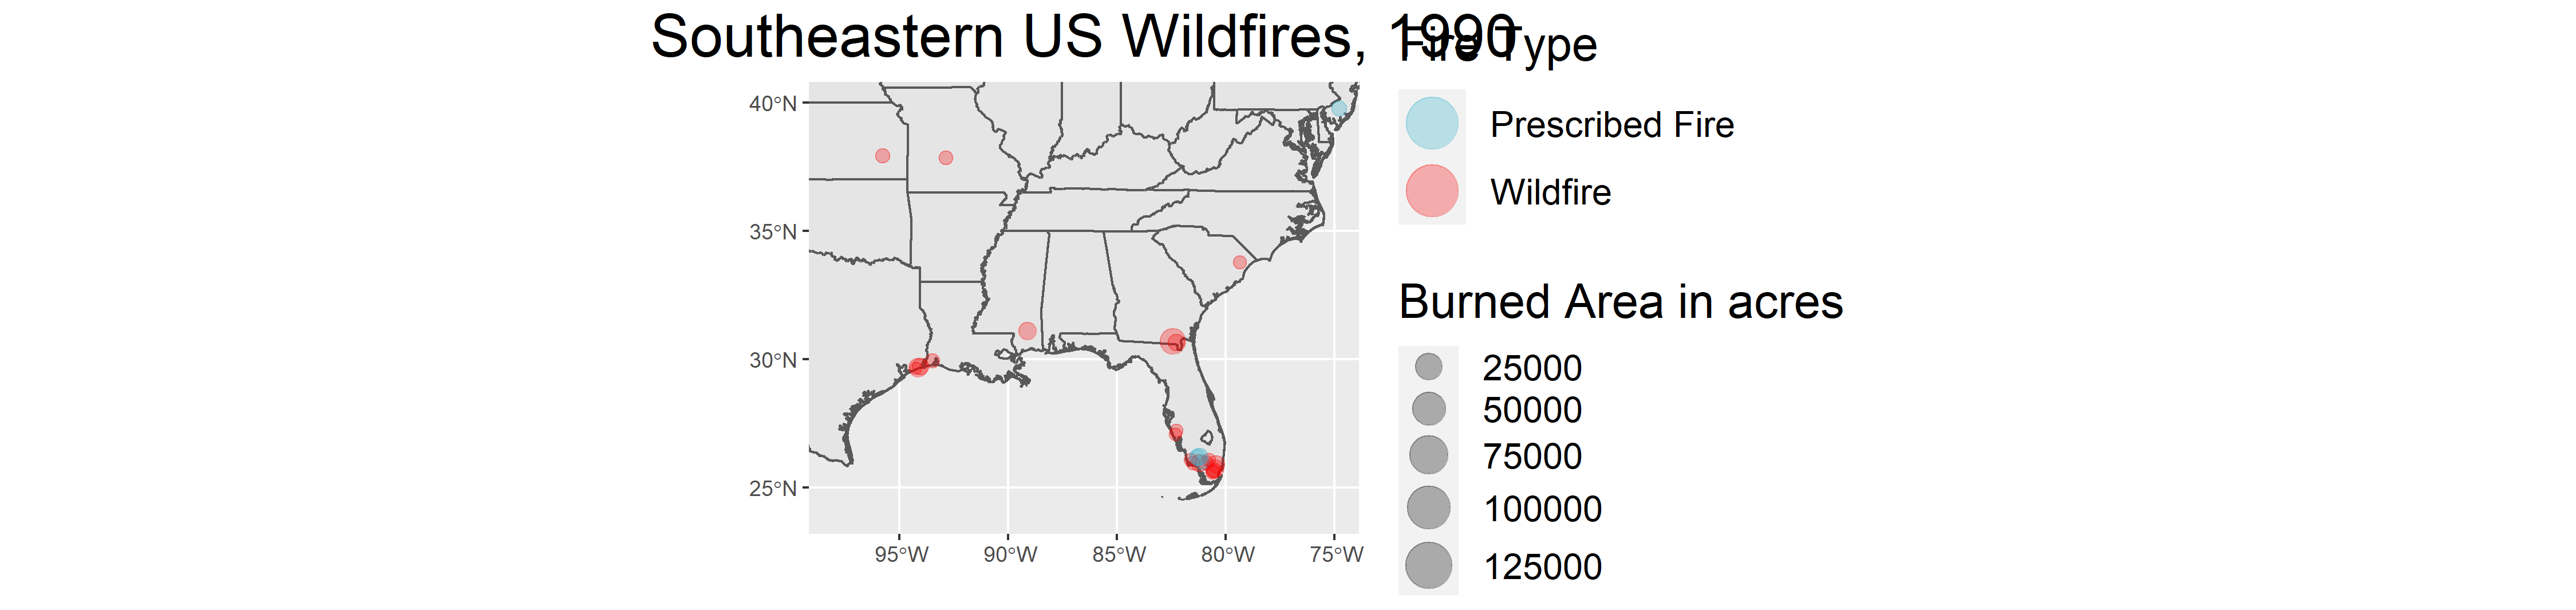 Southeastern US Wildfires, 1990
Fire Type
Prescribed Fire
Wildfire
Burned Area in acres
25000
50000
75000
100000
125000
40°N
35°N
30°N
25°N
95°W
90°W
85°W
80°W
75°W